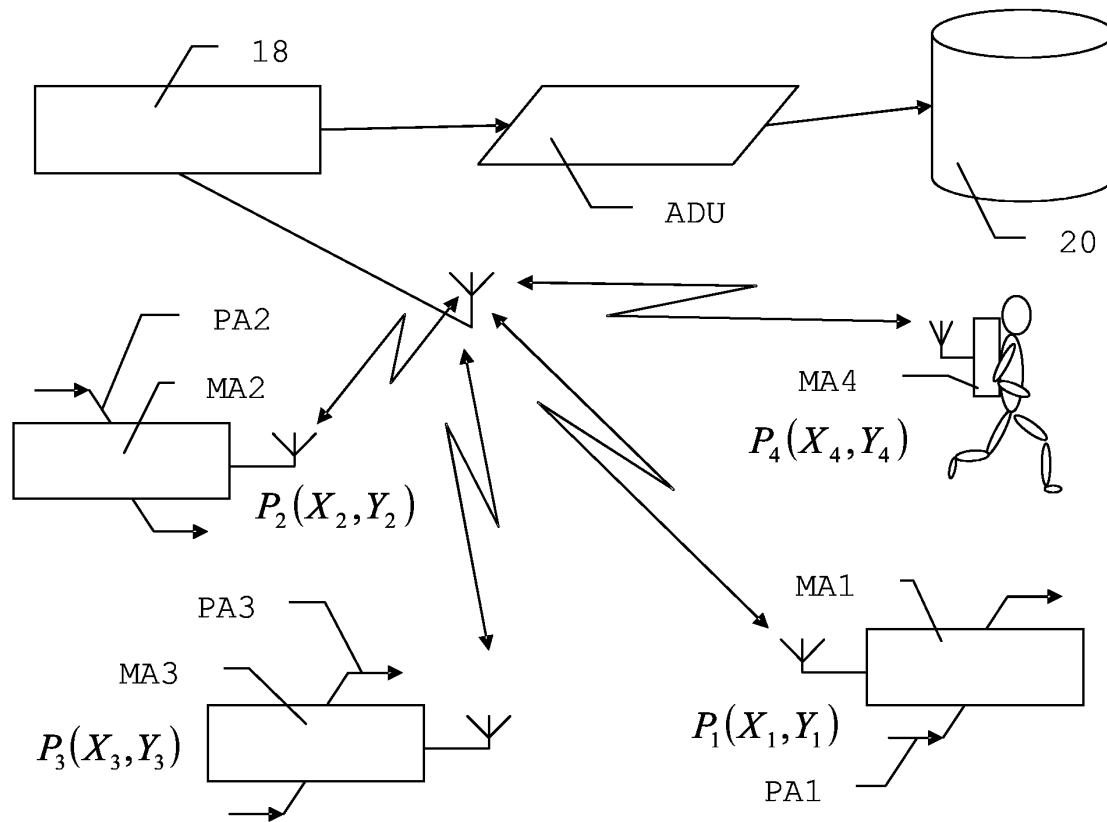 18
ADU
20
PA2
MA2
MA4
P₄(X₄,Y₄)
P₂(X₂,Y₂)
MA1
PA3
MA3
P₃(X₃,Y₃)
P₁(X₁,Y₁)
PA1